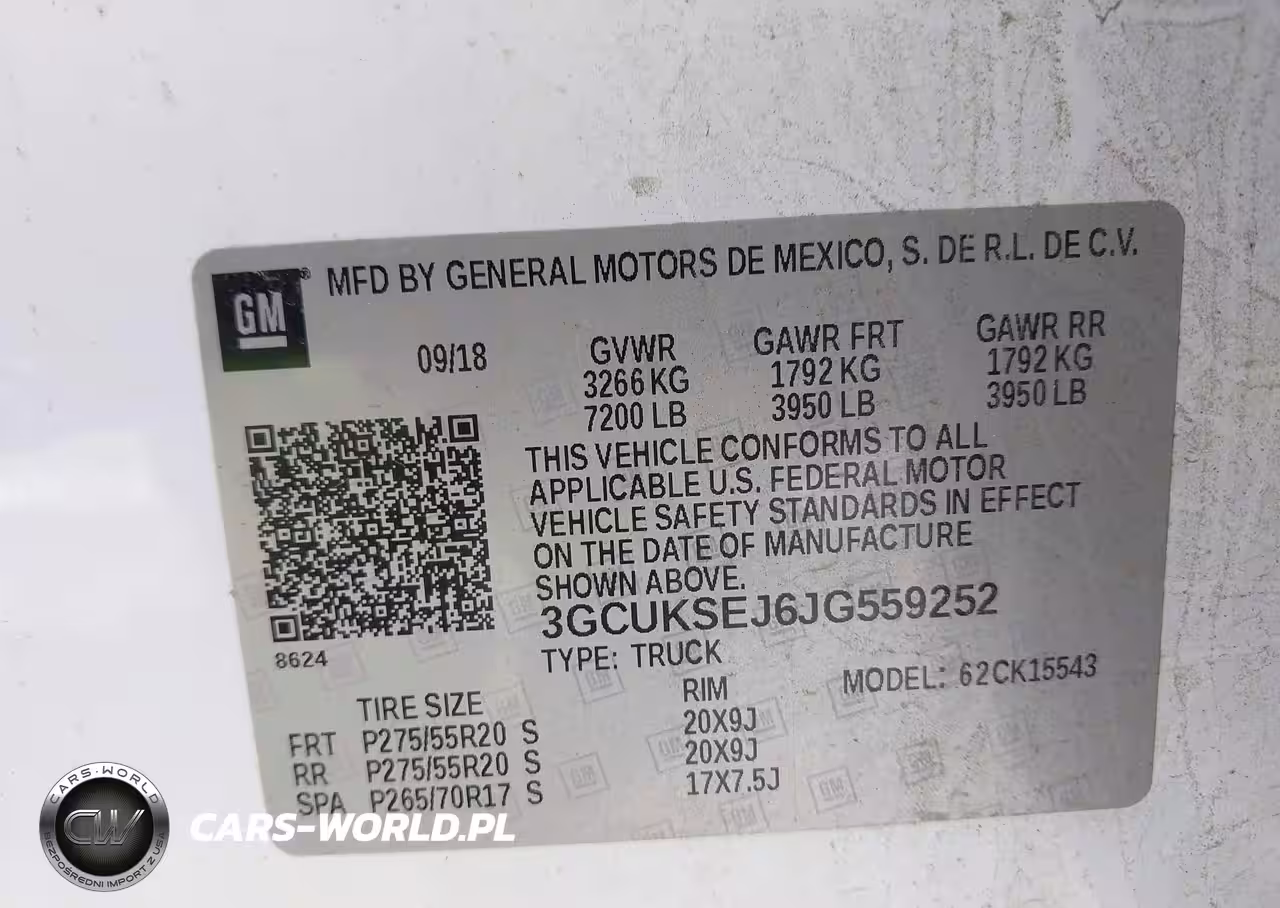 GM
® MFD BY GENERAL MOTORS DE MEXICO, S. DE R.L. DE C.V.
09/18
GVWR GAWR FRT GAWR RR
3266 KG 1792 KG 1792 KG
7200 LB 3950 LB 3950 LB
THIS VEHICLE CONFORMS TO ALL
APPLICABLE U.S. FEDERAL MOTOR
VEHICLE SAFETY STANDARDS IN EFFECT
ON THE DATE OF MANUFACTURE
SHOWN ABOVE.
3GCUKSEJ6JG559252
8624
TYPE: TRUCK MODEL: 62CK15543
TIRE SIZE RIM
FRT P275/55R20 S 20X9J
RR P275/55R20 S 20X9J
SPA P265/70R17 S 17X7.5J
CARS-WORLD
CW
BEZPOŚREDNI IMPORT Z USA
CARS-WORLD.PL